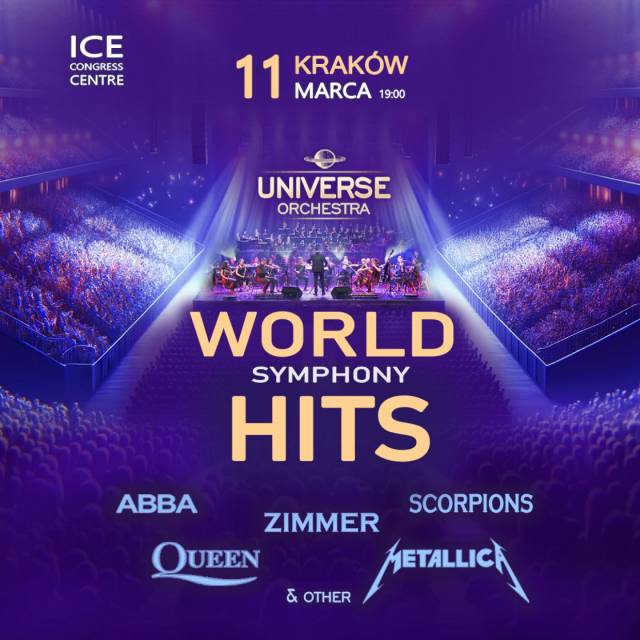 ICE
CONGRESS
CENTRE
11 KRAKÓW
MARCA 19:00
UNIVERSE
ORCHESTRA
WORLD
SYMPHONY
HITS
ABBA
ZIMMER
SCORPIONS
QUEEN
METALLICA
& OTHER